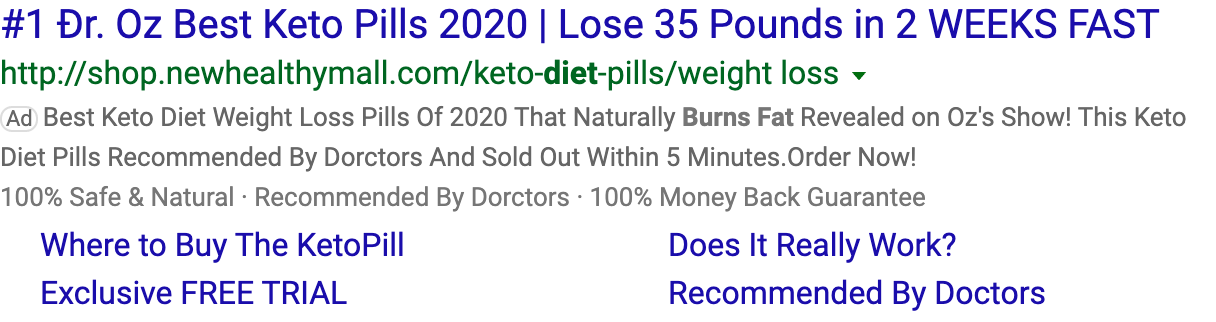 #1 Đr. Oz Best Keto Pills 2020 | Lose 35 Pounds in 2 WEEKS FAST
http://shop.newhealthymall.com/keto-diet-pills/weight loss
Ad Best Keto Diet Weight Loss Pills Of 2020 That Naturally Burns Fat Revealed on Oz's Show! This Keto
Diet Pills Recommended By Dorctors And Sold Out Within 5 Minutes.Order Now!
100% Safe & Natural · Recommended By Dorctors · 100% Money Back Guarantee
Where to Buy The KetoPill Does It Really Work?
Exclusive FREE TRIAL Recommended By Doctors